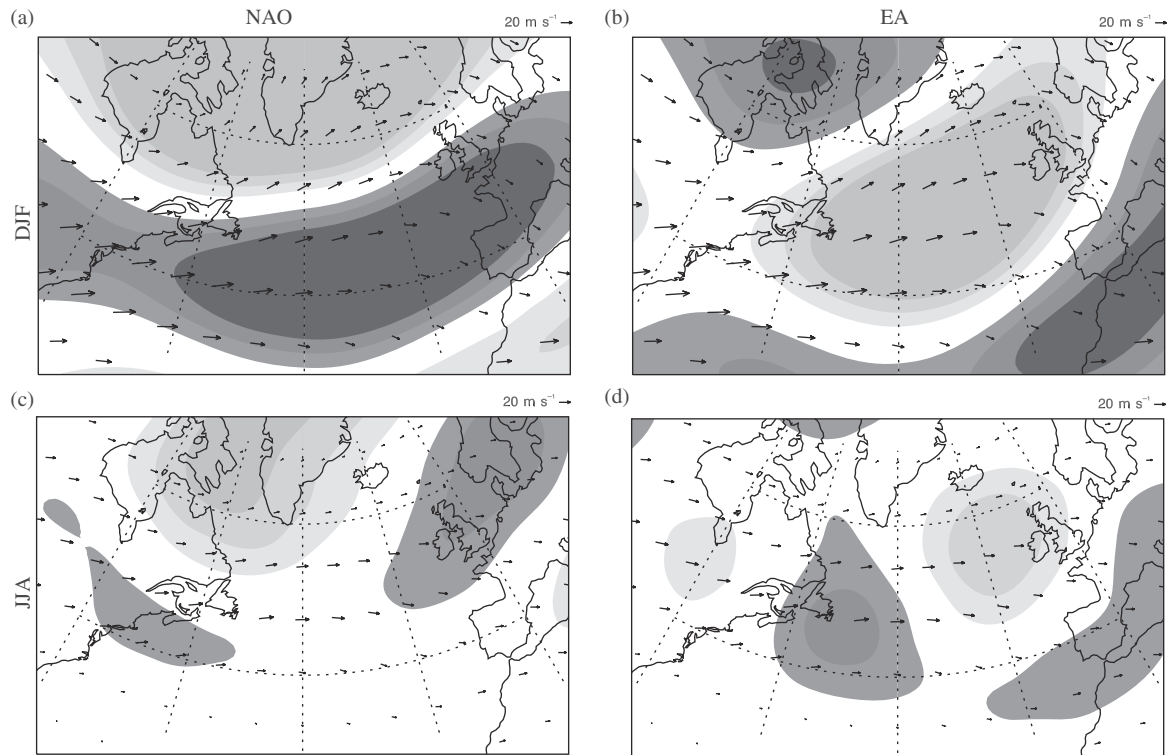 (a) NAO 20 m s⁻¹
(b) EA 20 m s⁻¹
DJF
(c) 20 m s⁻¹
(d) 20 m s⁻¹
JJA